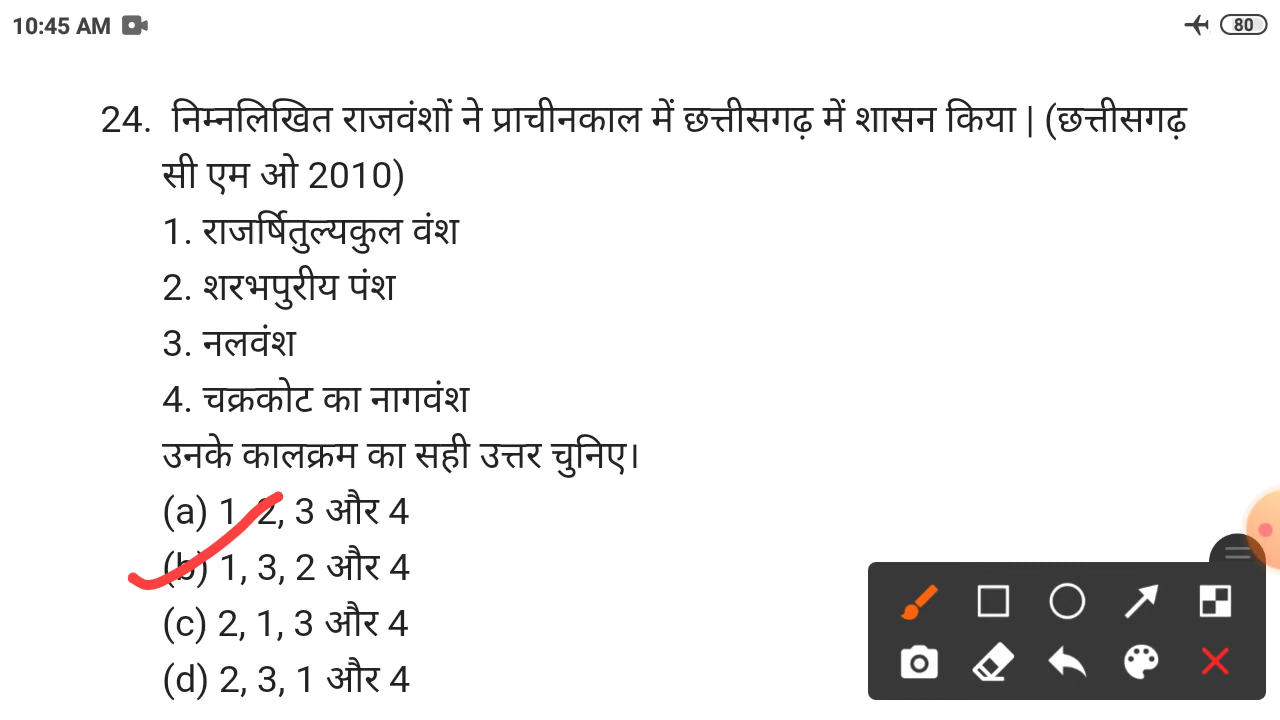 10:45 AM
80
24. निम्नलिखित राजवंशों ने प्राचीनकाल में छत्तीसगढ़ में शासन किया | (छत्तीसगढ़
सी एम ओ 2010)
1. राजर्षितुल्यकुल वंश
2. शरभपुरीय पंश
3. नलवंश
4. चक्रकोट का नागवंश
उनके कालक्रम का सही उत्तर चुनिए।
(a) 1, 2, 3 और 4
(b) 1, 3, 2 और 4
(c) 2, 1, 3 और 4
(d) 2, 3, 1 और 4